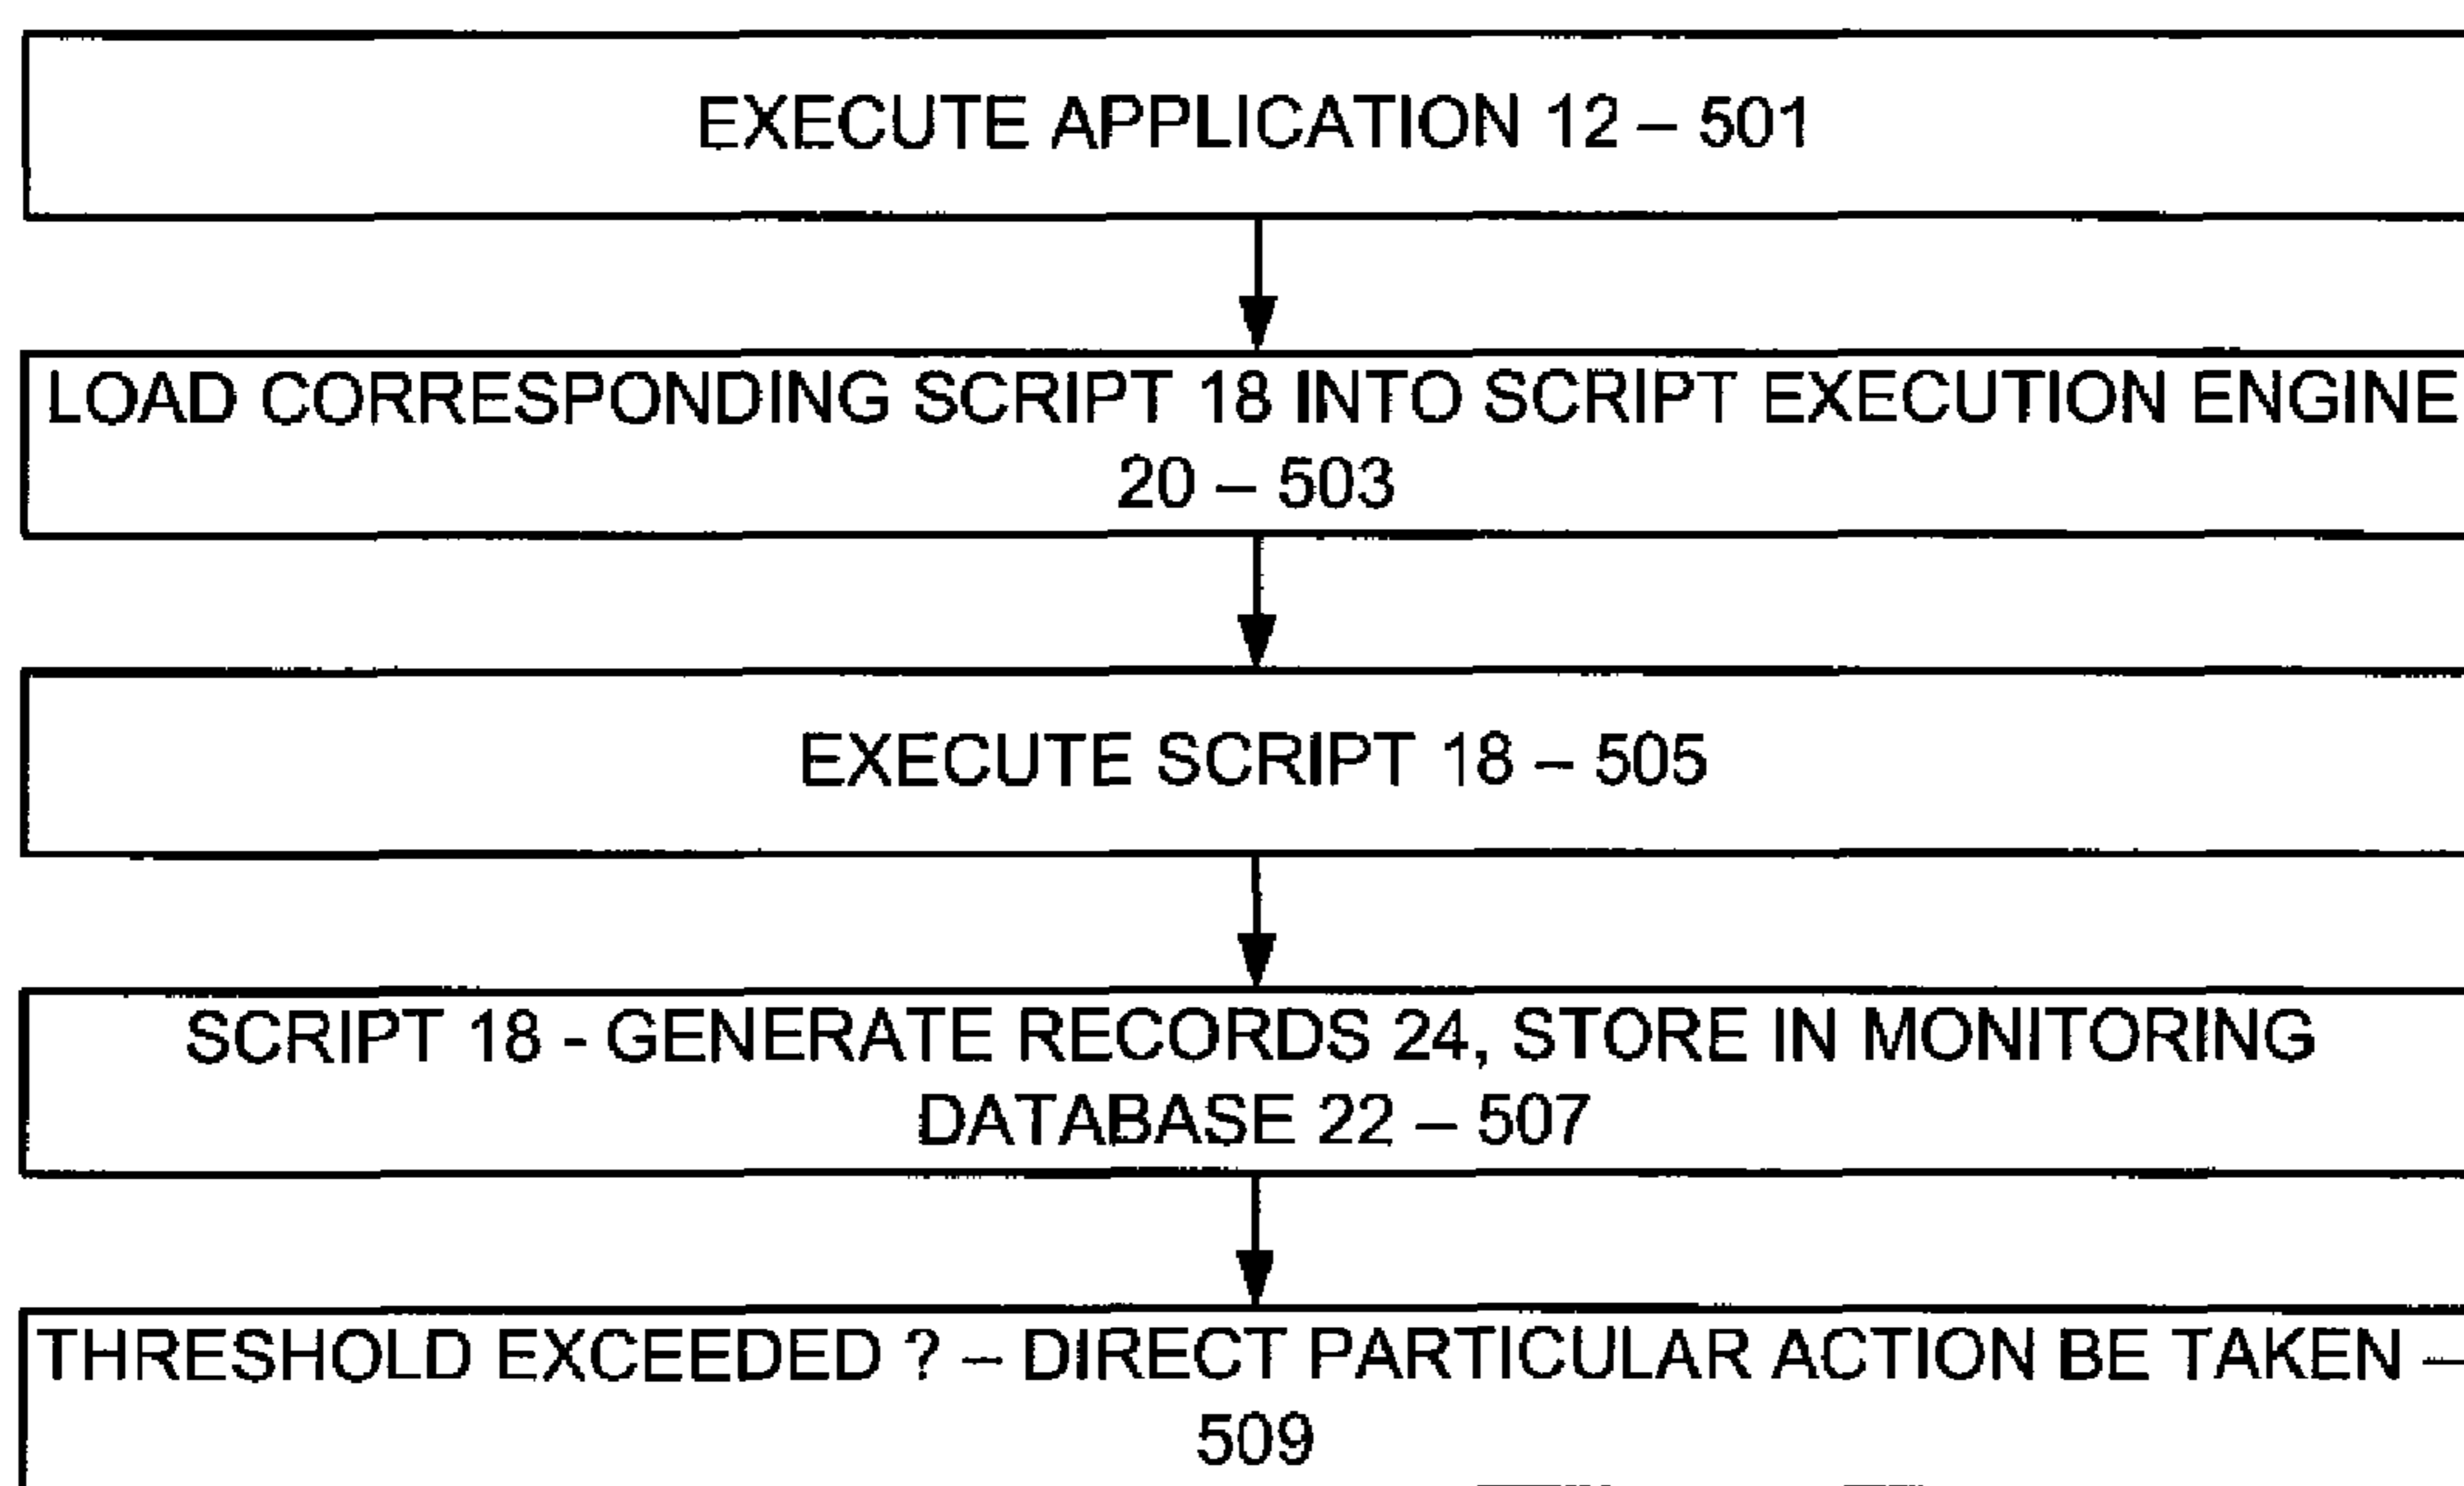 EXECUTE APPLICATION 12 – 501
LOAD CORRESPONDING SCRIPT 18 INTO SCRIPT EXECUTION ENGINE
20 – 503
EXECUTE SCRIPT 18 – 505
SCRIPT 18 - GENERATE RECORDS 24, STORE IN MONITORING
DATABASE 22 – 507
THRESHOLD EXCEEDED ? – DIRECT PARTICULAR ACTION BE TAKEN –
509